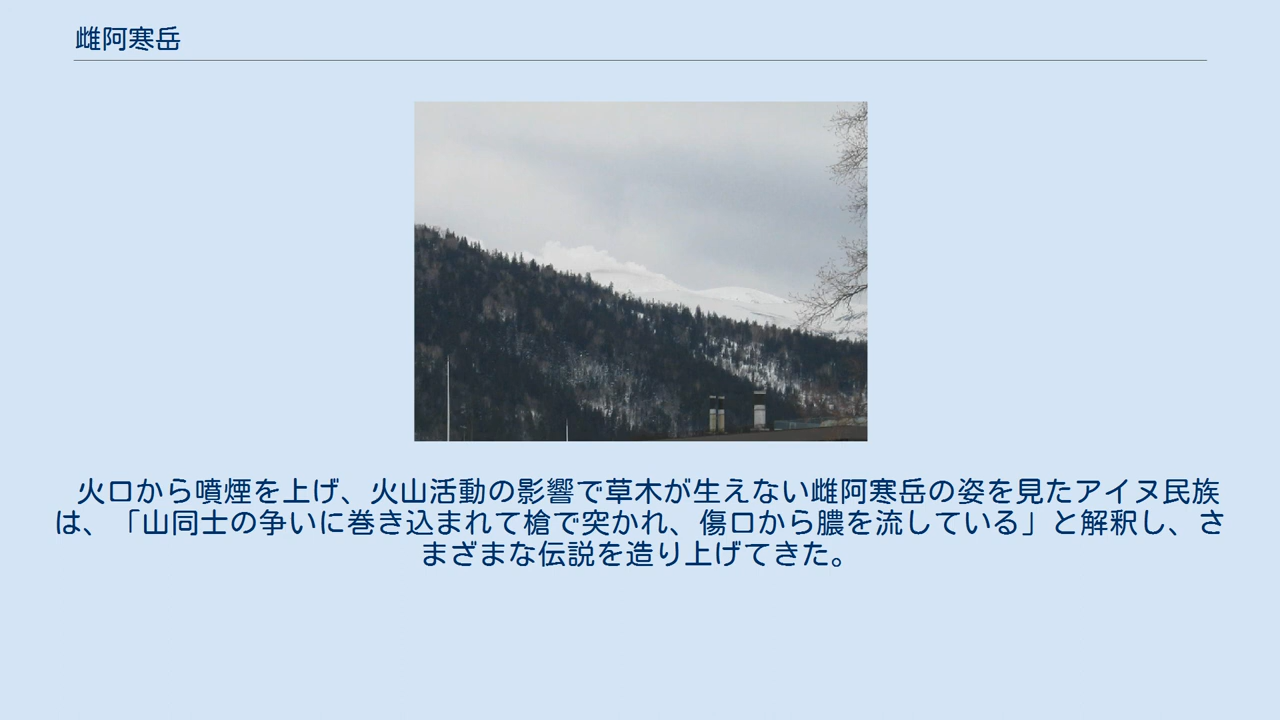 雌阿寒岳
火口から噴煙を上げ、火山活動の影響で草木が生えない雌阿寒岳の姿を見たアイヌ民族
は、「山同士の争いに巻き込まれて槍で突かれ、傷口から膿を流している」と解釈し、さ
まざまな伝説を造り上げてきた。